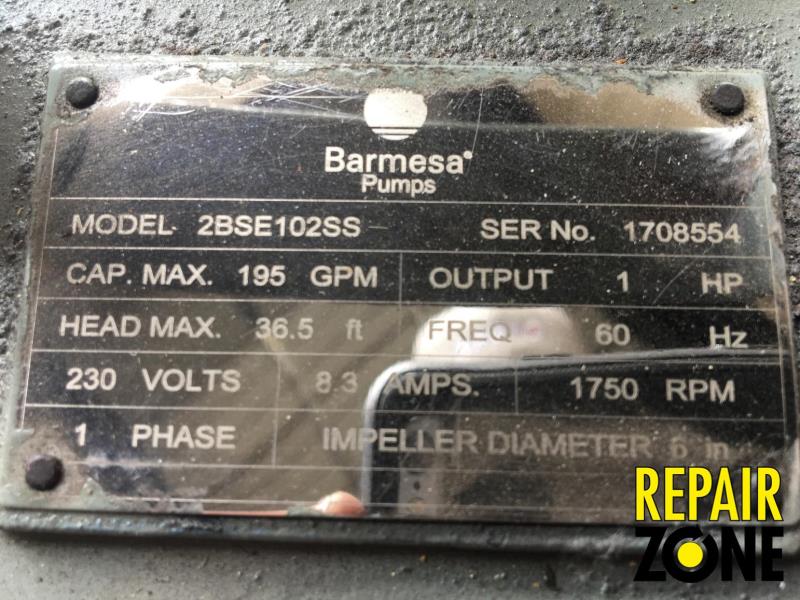 Barmesa®
Pumps
MODEL 2BSE102SS SER No. 1708554
CAP. MAX. 195 GPM OUTPUT 1 HP
HEAD MAX. 36.5 ft FREQ 60 Hz
230 VOLTS 8.3 AMPS. 1750 RPM
1 PHASE IMPELLER DIAMETER 6 in
REPAIR
ZONE